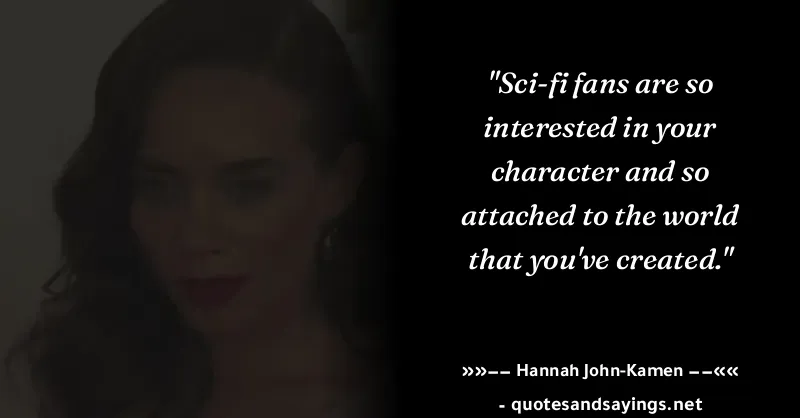 "Sci-fi fans are so
interested in your
character and so
attached to the world
that you've created."
»»–– Hannah John-Kamen ––««
- quotesandsayings.net